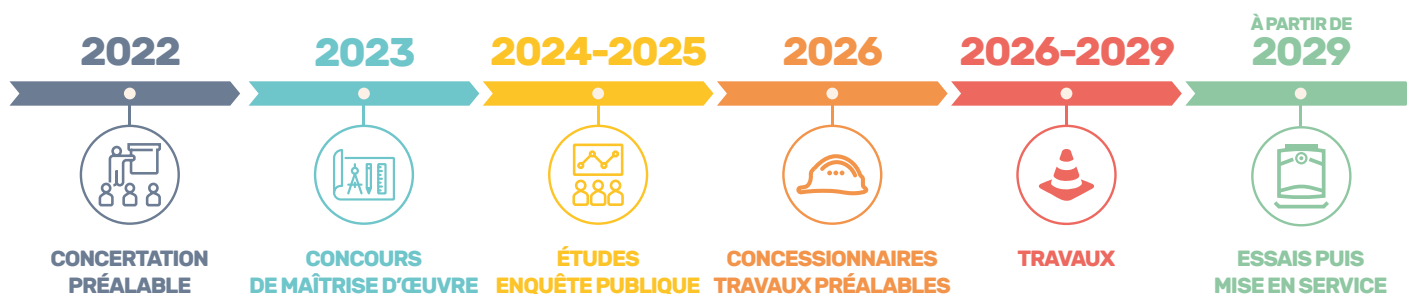 2022
CONCERTATION
PRÉALABLE
2023
CONCOURS
DE MAÎTRISE D'ŒUVRE
2024-2025
ÉTUDES
ENQUÊTE PUBLIQUE
2026
CONCESSIONNAIRES
TRAVAUX PRÉALABLES
2026-2029
TRAVAUX
À PARTIR DE
2029
ESSAIS PUIS
MISE EN SERVICE